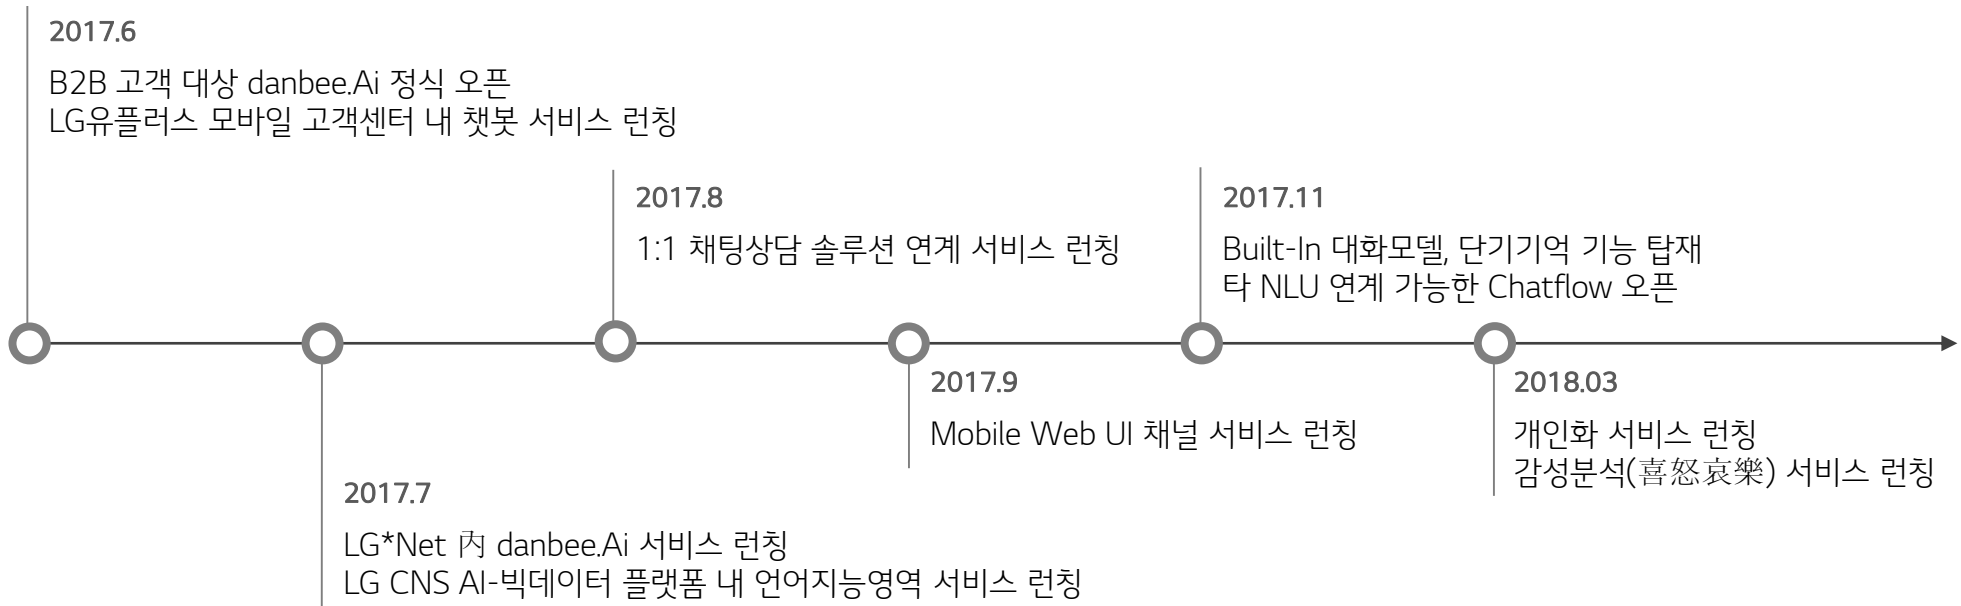 2017.6
B2B 고객 대상 danbee.Ai 정식 오픈
LG유플러스 모바일 고객센터 내 챗봇 서비스 런칭
2017.7
LG*Net 內 danbee.Ai 서비스 런칭
LG CNS AI-빅데이터 플랫폼 내 언어지능영역 서비스 런칭
2017.8
1:1 채팅상담 솔루션 연계 서비스 런칭
2017.9
Mobile Web UI 채널 서비스 런칭
2017.11
Built-In 대화모델, 단기기억 기능 탑재
타 NLU 연계 가능한 Chatflow 오픈
2018.03
개인화 서비스 런칭
감성분석(喜怒哀樂) 서비스 런칭